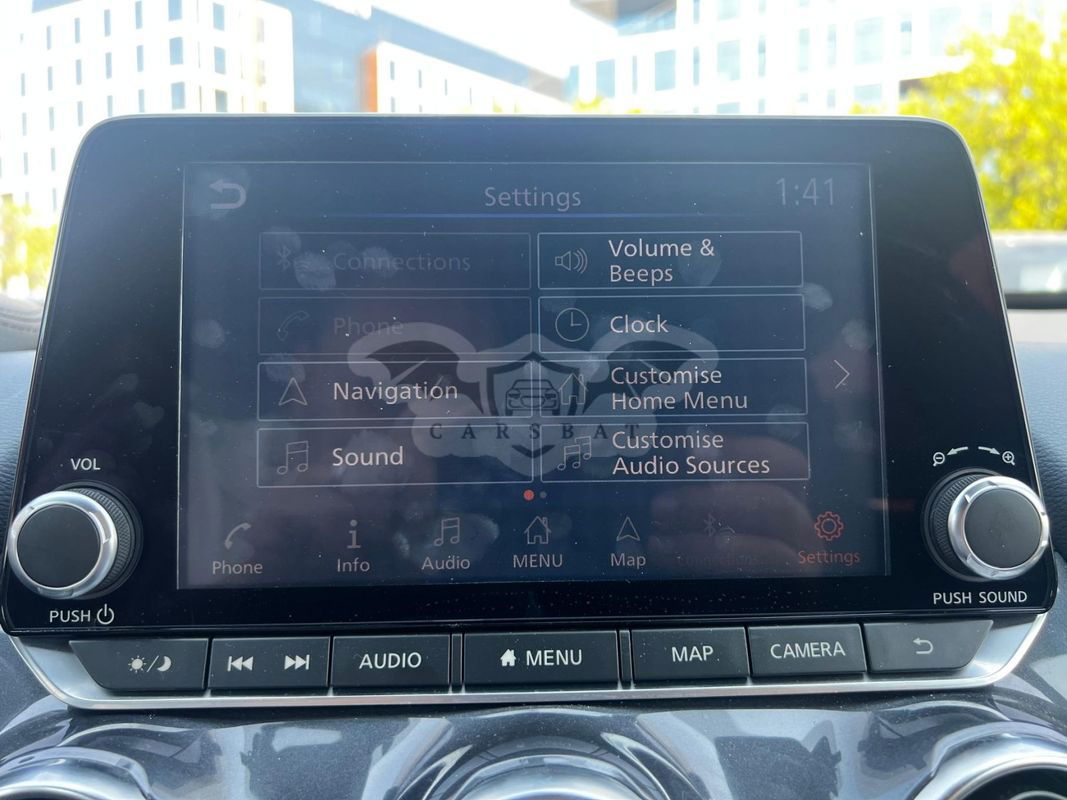 Settings
1:41
Connections
Volume &
Beeps
Phone
Clock
Navigation
Customise
Home Menu
Sound
Customise
Audio Sources
CARSBAT
Phone
Info
Audio
MENU
Map
Connections
Settings
VOL
PUSH
PUSH SOUND
AUDIO
MENU
MAP
CAMERA